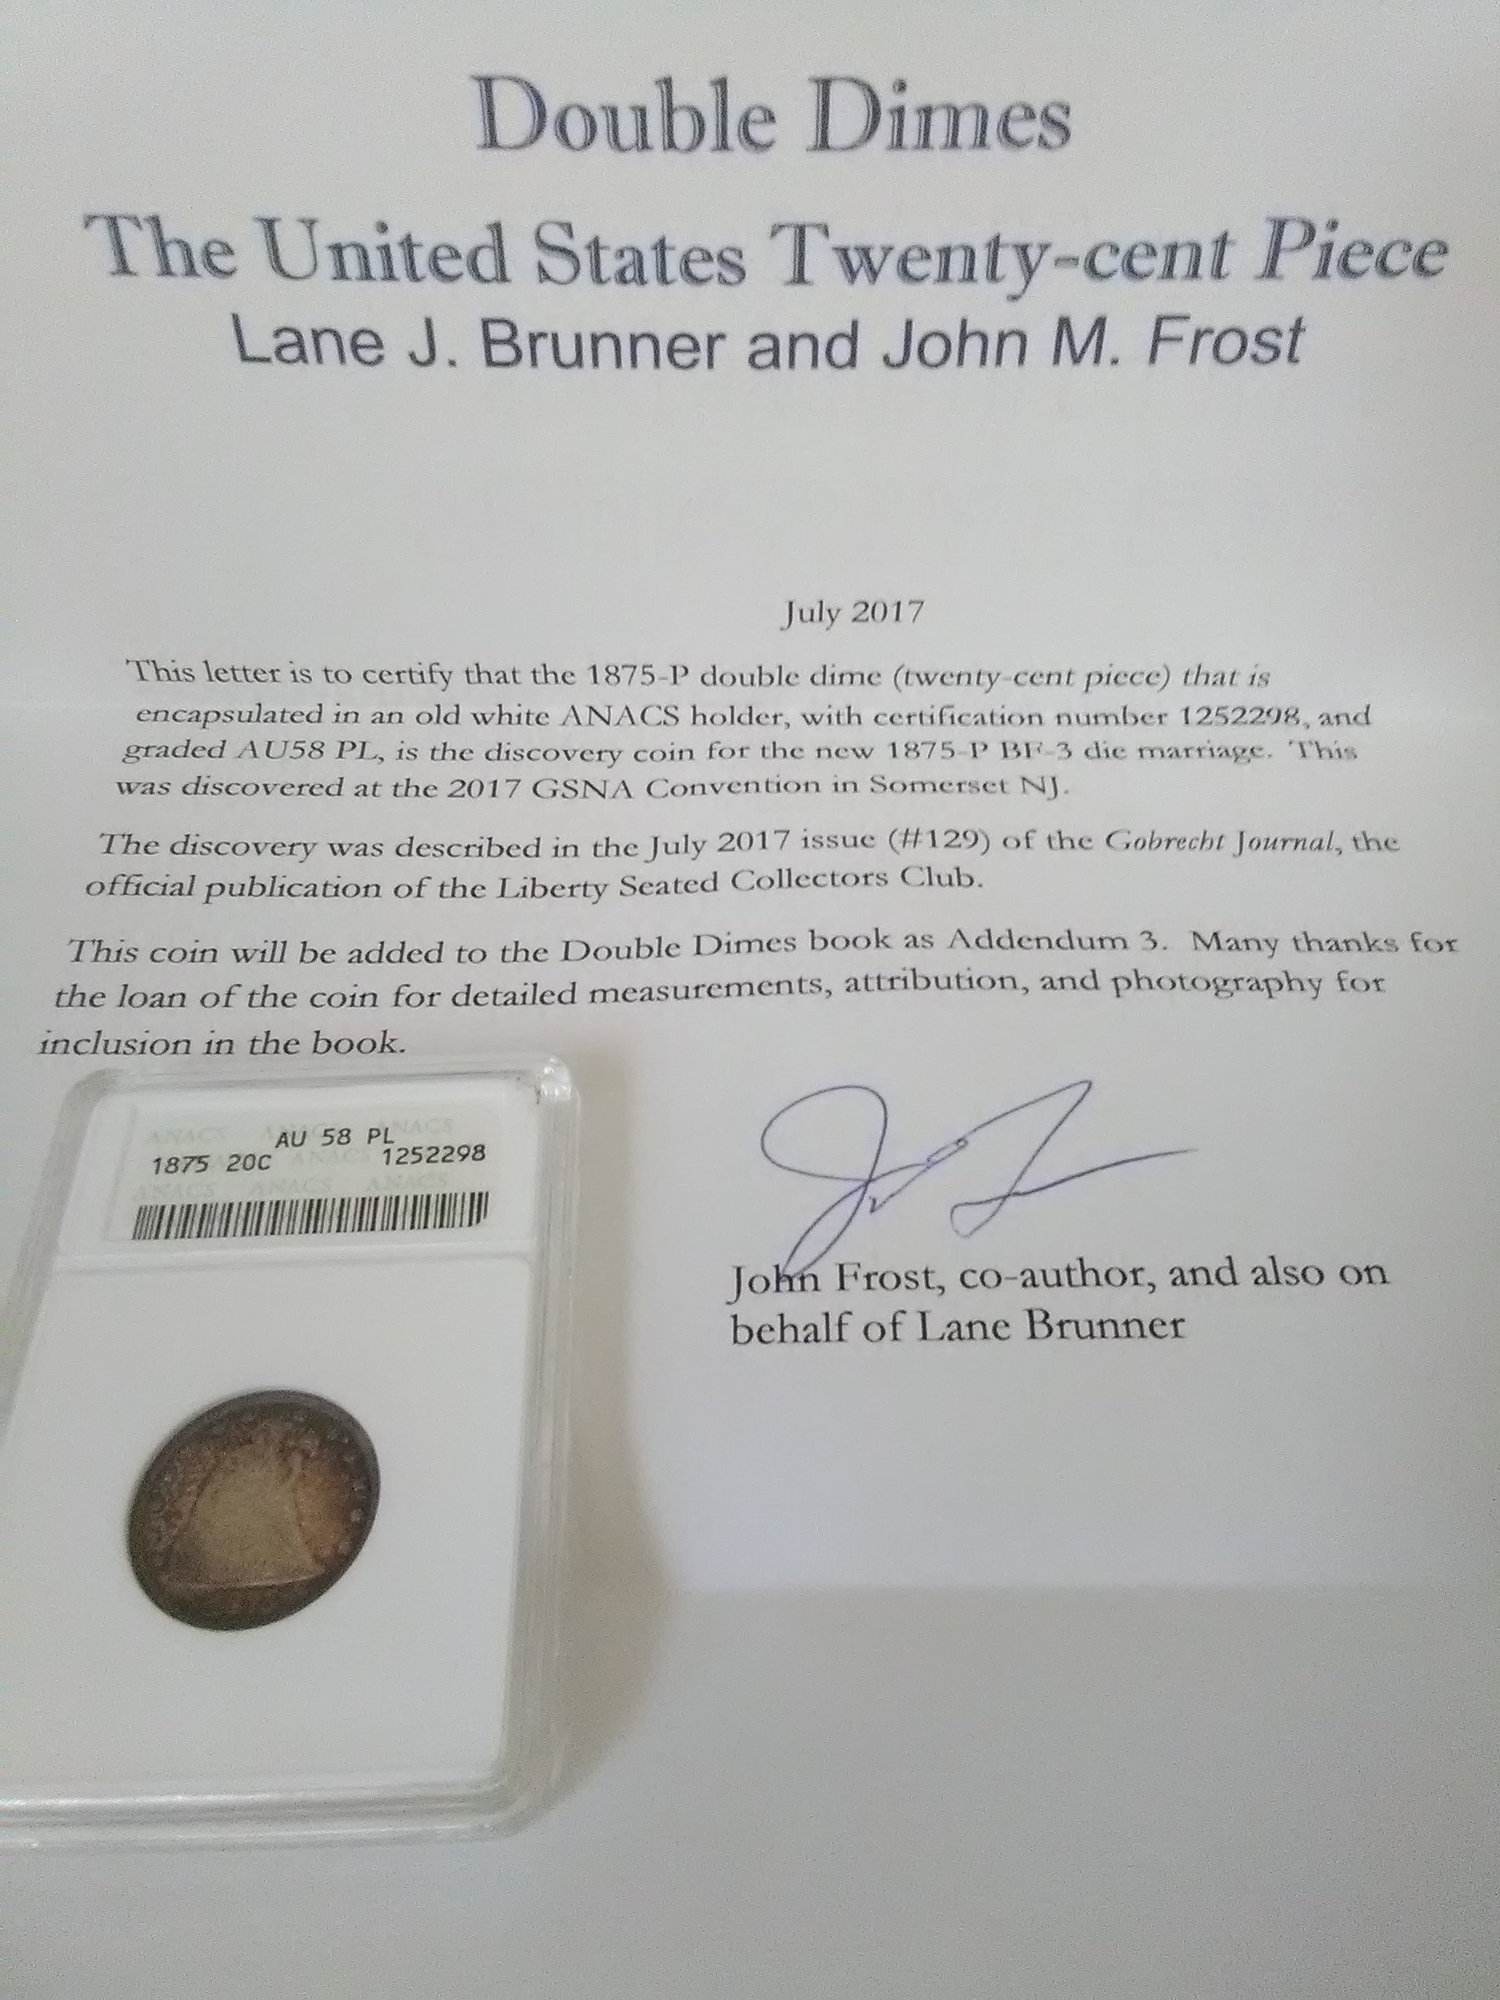 Double Dimes
The United States Twenty-cent Piece
Lane J. Brunner and John M. Frost
July 2017
This letter is to certify that the 1875-P double dime (twenty-cent piece) that is
encapsulated in an old white ANACS holder, with certification number 1252298, and
graded AU58 PL, is the discovery coin for the new 1875-P BF-3 die marriage. This
was discovered at the 2017 GSNA Convention in Somerset NJ.
The discovery was described in the July 2017 issue (#129) of the Gobrecht Journal, the
official publication of the Liberty Seated Collectors Club.
This coin will be added to the Double Dimes book as Addendum 3. Many thanks for
the loan of the coin for detailed measurements, attribution, and photography for
inclusion in the book.
John Frost, co-author, and also on
behalf of Lane Brunner
ANACS ANACS ANACS
AU 58 PL
1875 20C ANACS 1252298
ANACS ANACS ANACS